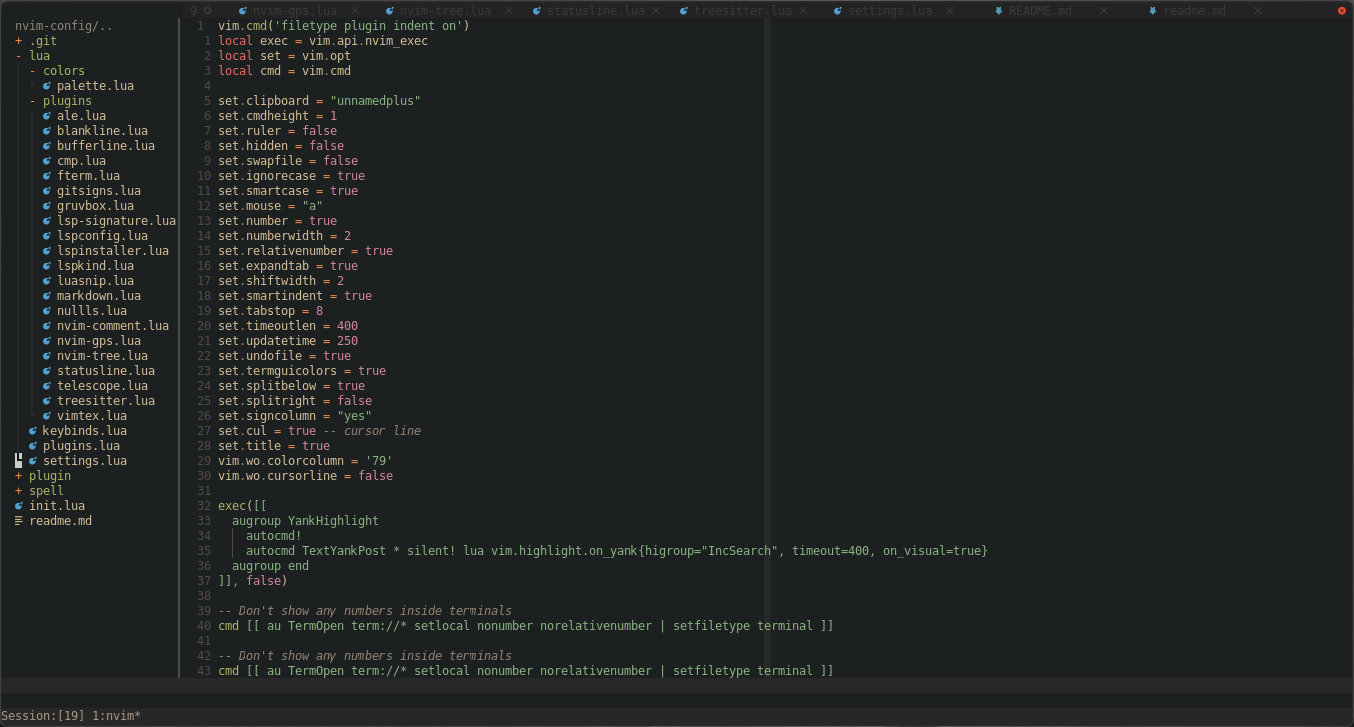 9 nvim-gps.lua nvim-tree.lua statusline.lua treesitter.lua settings.lua README.md readme.md
nvim-config/..
+ .git
- lua
- colors
palette.lua
- plugins
ale.lua
blankline.lua
bufferline.lua
cmp.lua
fterm.lua
gitsigns.lua
gruvbox.lua
lsp-signature.lua
lspconfig.lua
lspinstaller.lua
lspkind.lua
luasnip.lua
markdown.lua
nullls.lua
nvim-comment.lua
nvim-gps.lua
nvim-tree.lua
statusline.lua
telescope.lua
treesitter.lua
vimtex.lua
keybinds.lua
plugins.lua
settings.lua
+ plugin
+ spell
init.lua
readme.md
1 vim.cmd('filetype plugin indent on')
1 local exec = vim.api.nvim_exec
2 local set = vim.opt
3 local cmd = vim.cmd
4
5 set.clipboard = "unnamedplus"
6 set.cmdheight = 1
7 set.ruler = false
8 set.hidden = false
9 set.swapfile = false
10 set.ignorecase = true
11 set.smartcase = true
12 set.mouse = "a"
13 set.number = true
14 set.numberwidth = 2
15 set.relativenumber = true
16 set.expandtab = true
17 set.shiftwidth = 2
18 set.smartindent = true
19 set.tabstop = 8
20 set.timeoutlen = 400
21 set.updatetime = 250
22 set.undofile = true
23 set.termguicolors = true
24 set.splitbelow = true
25 set.splitright = false
26 set.signcolumn = "yes"
27 set.cul = true -- cursor line
28 set.title = true
29 vim.wo.colorcolumn = '79'
30 vim.wo.cursorline = false
31
32 exec([[
33 augroup YankHighlight
34 autocmd!
35 autocmd TextYankPost * silent! lua vim.highlight.on_yank{higroup="IncSearch", timeout=400, on_visual=true}
36 augroup end
37 ]], false)
38
39 -- Don't show any numbers inside terminals
40 cmd [[ au TermOpen term://* setlocal nonumber norelativenumber | setfiletype terminal ]]
41
42 -- Don't show any numbers inside terminals
43 cmd [[ au TermOpen term://* setlocal nonumber norelativenumber | setfiletype terminal ]]
Session:[19] 1:nvim*